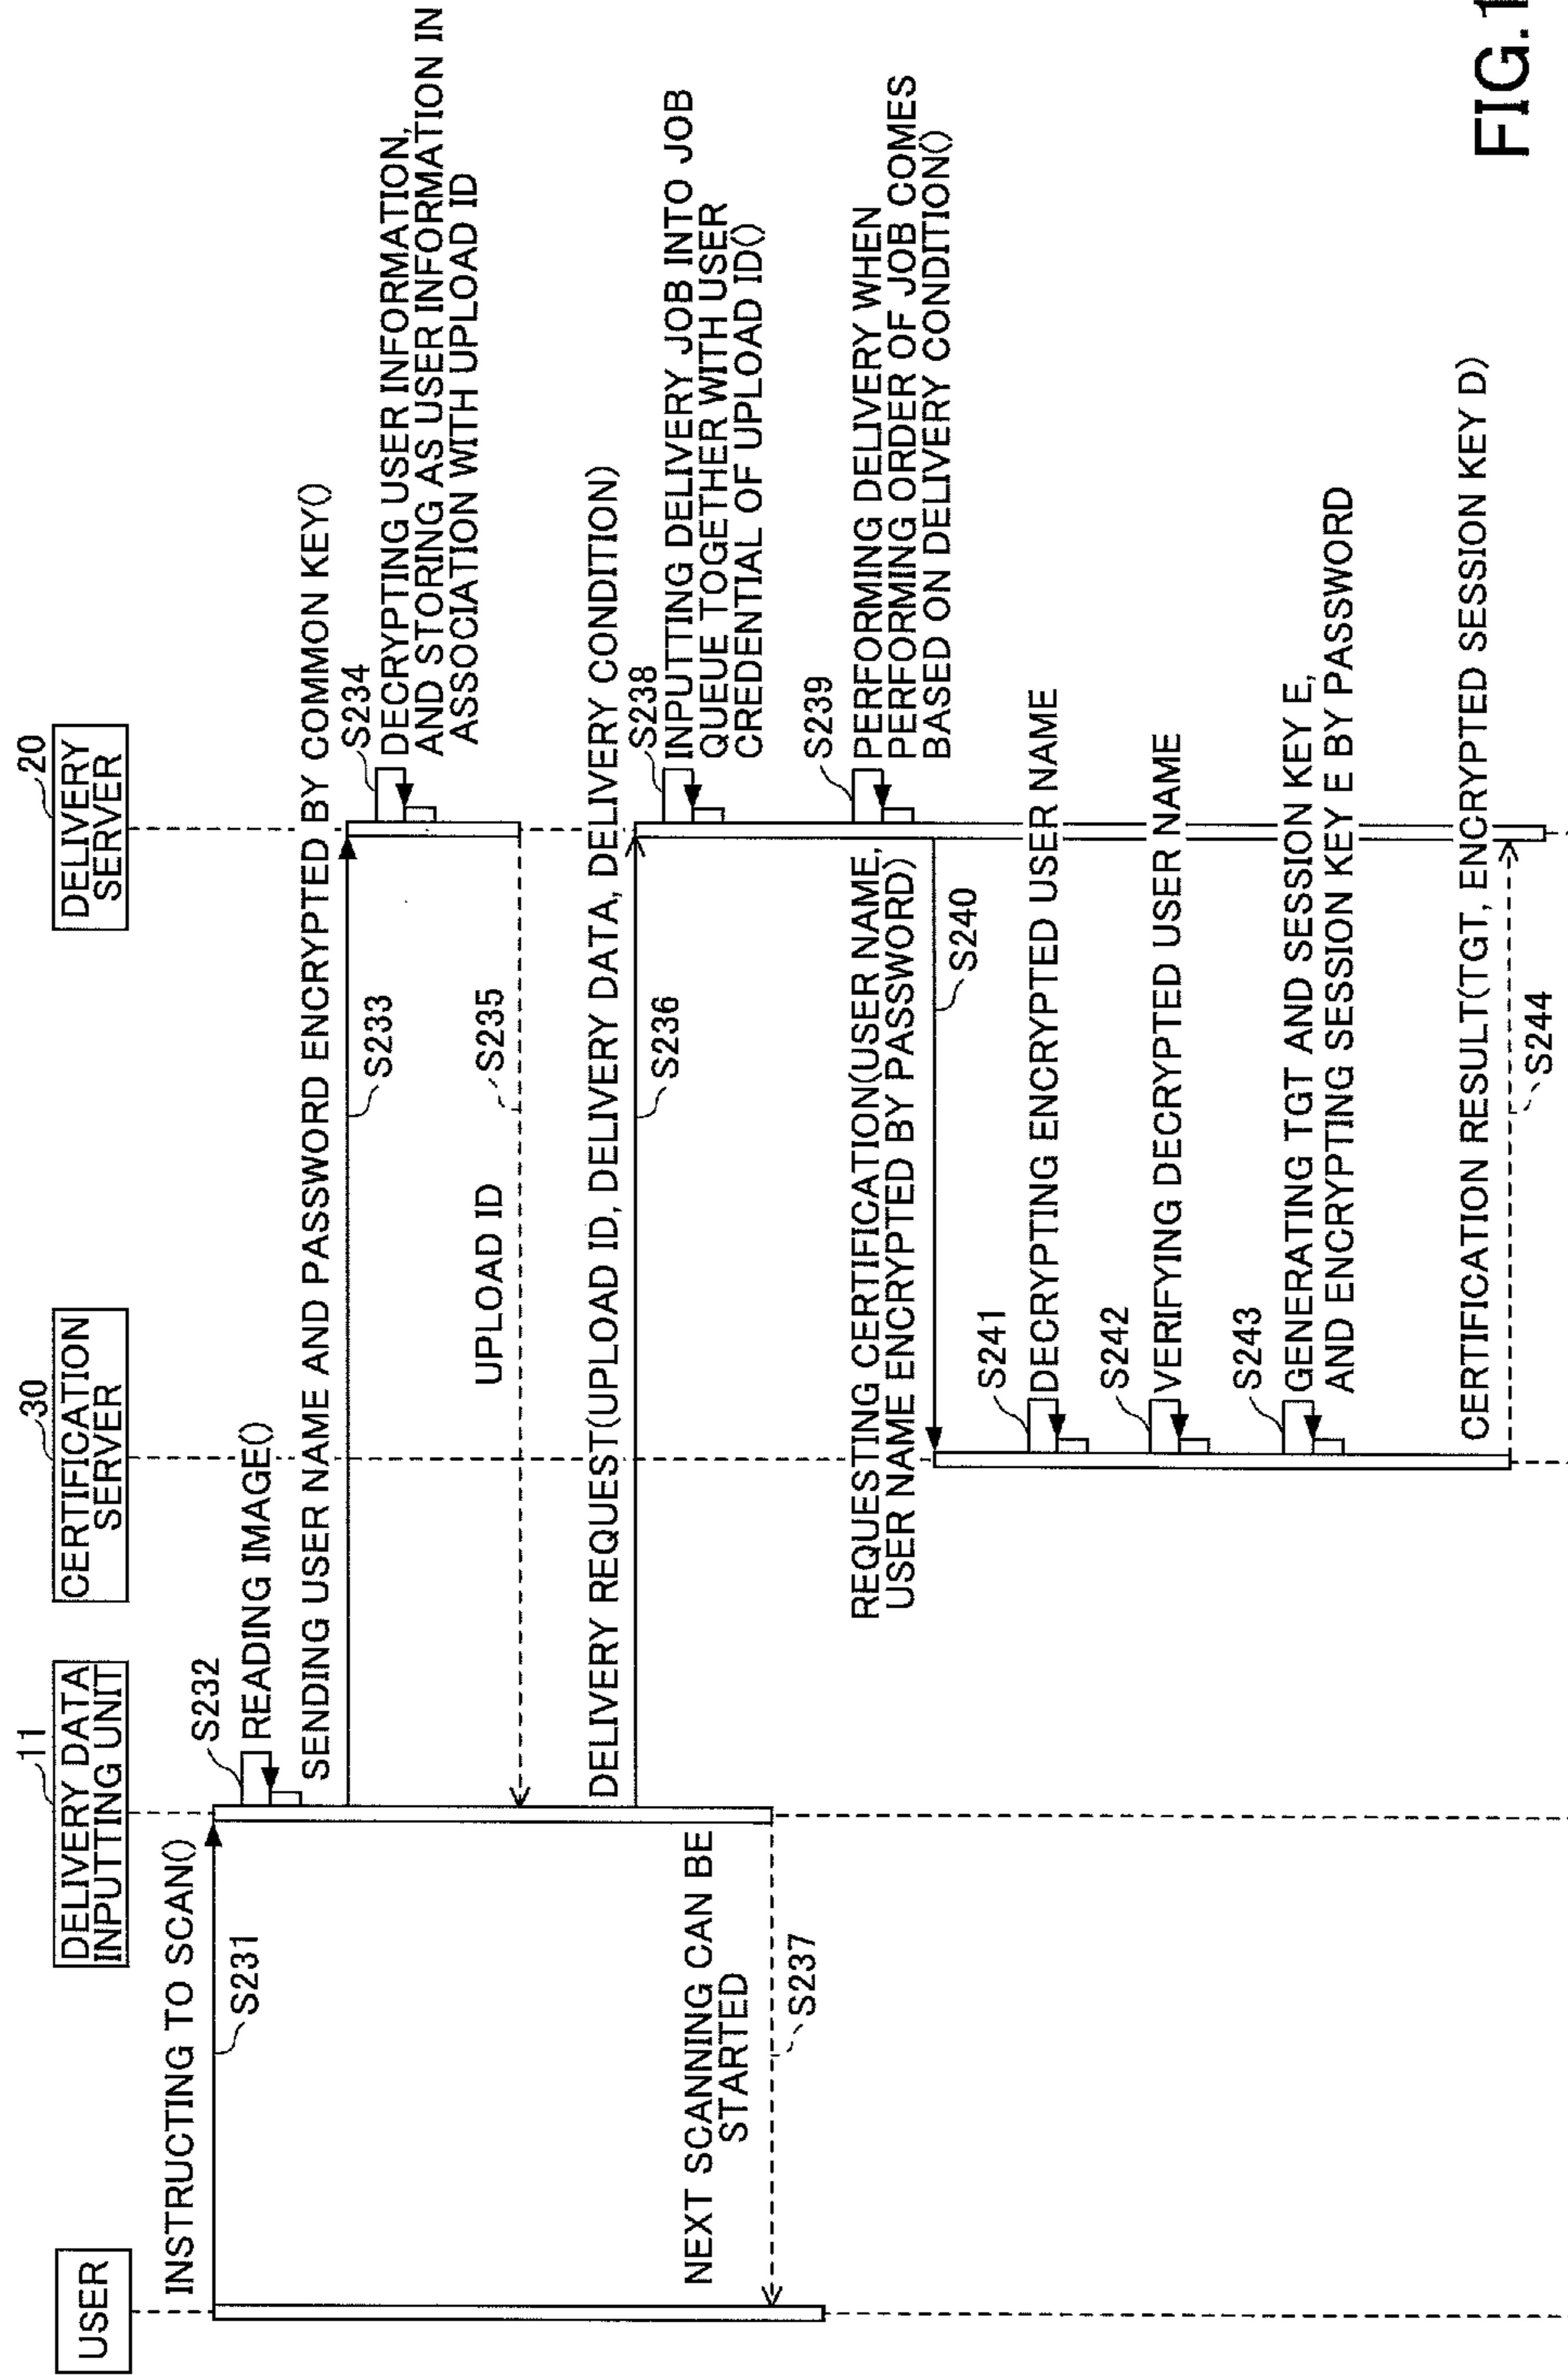 USER
11
DELIVERY DATA
INPUTTING UNIT
30
CERTIFICATION
SERVER
20
DELIVERY
SERVER
INSTRUCTING TO SCAN()
S231
S232
READING IMAGE()
SENDING USER NAME AND PASSWORD ENCRYPTED BY COMMON KEY()
S233
S234
DECRYPTING USER INFORMATION,
AND STORING AS USER INFORMATION IN
ASSOCIATION WITH UPLOAD ID
UPLOAD ID
S235
DELIVERY REQUEST(UPLOAD ID, DELIVERY DATA, DELIVERY CONDITION)
S236
NEXT SCANNING CAN BE
STARTED
S237
S238
INPUTTING DELIVERY JOB INTO JOB
QUEUE TOGETHER WITH USER
CREDENTIAL OF UPLOAD ID()
S239
PERFORMING DELIVERY WHEN
PERFORMING ORDER OF JOB COMES
BASED ON DELIVERY CONDITION()
REQUESTING CERTIFICATION(USER NAME,
USER NAME ENCRYPTED BY PASSWORD)
S240
S241
DECRYPTING ENCRYPTED USER NAME
S242
VERIFYING DECRYPTED USER NAME
S243
GENERATING TGT AND SESSION KEY E,
AND ENCRYPTING SESSION KEY E BY PASSWORD
CERTIFICATION RESULT(TGT, ENCRYPTED SESSION KEY D)
S244
FIG.1